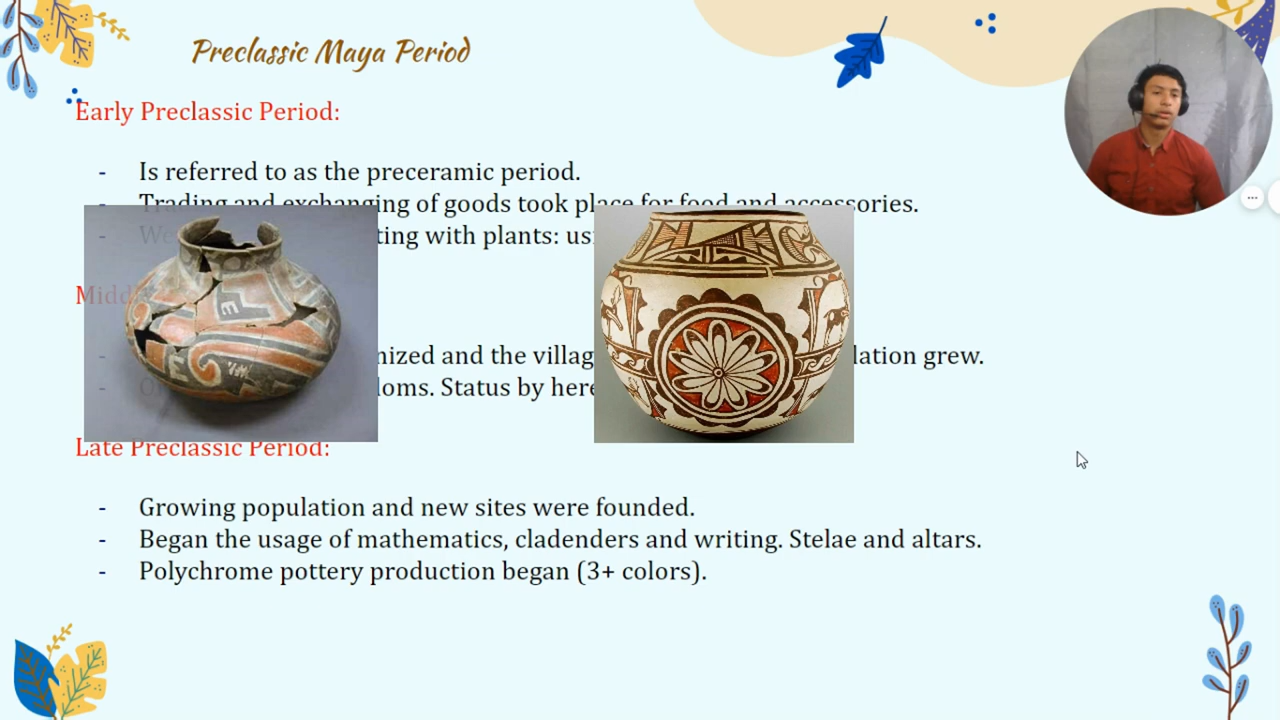 Preclassic Maya Period
Early Preclassic Period:
- Is referred to as the preceramic period.
- Trading and exchanging of goods took place for food and accessories.
- ting with plants:
Midd
- nized and the villag lation grew.
- doms. Status by here
Late Preclassic Period:
- Growing population and new sites were founded.
- Began the usage of mathematics, cladenders and writing. Stelae and altars.
- Polychrome pottery production began (3+ colors).